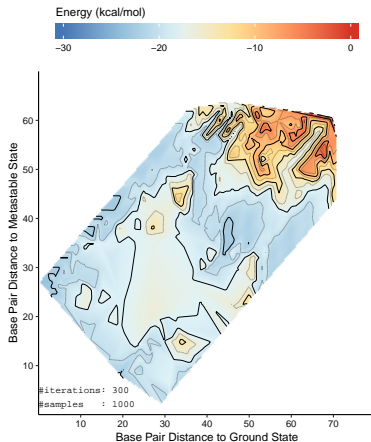 Energy (kcal/mol)
−30 −20 −10 0
Base Pair Distance to Metastable State
60
50
40
30
20
10
#iterations: 300
#samples : 1000
10 20 30 40 50 60 70
Base Pair Distance to Ground State